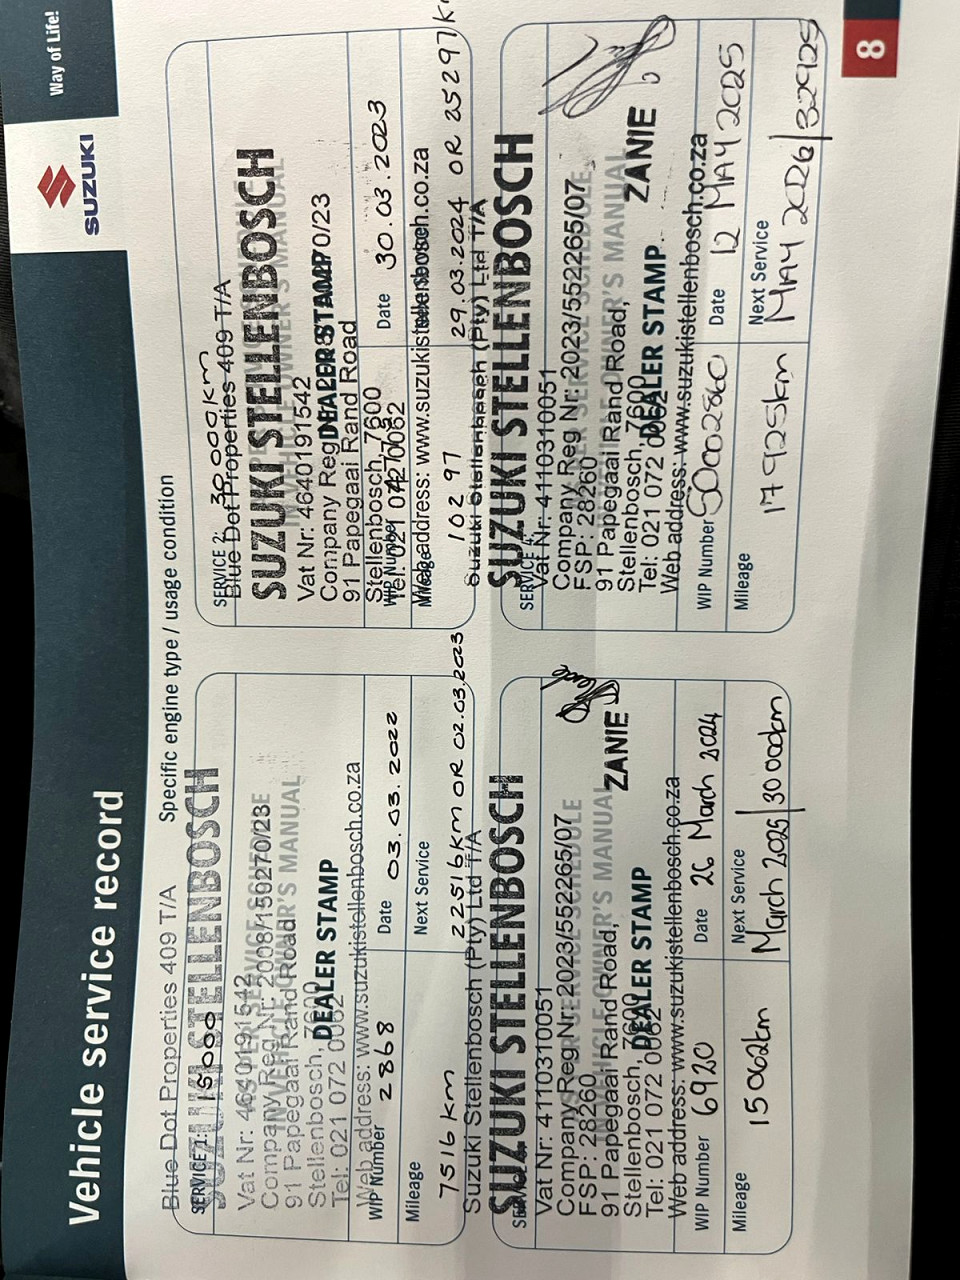 Vehicle service record
SUZUKI
Way of Life!
Specific engine type / usage condition
Blue Dot Properties 409 T/A
SERVICE 1: 15000
SUZUKI STELLENBOSCH
Vat Nr: 4640191542
Company Reg. Nr: 2008/150270/23
91 Papegaai Rand Road
Stellenbosch, 7600
DEALER STAMP
Tel: 021 072 0062
Web address: www.suzukistellenbosch.co.za
WIP Number 2868
Date 03.03.2022
Mileage 7516 km
Next Service 22516km OR 02.03.2023
SERVICE 2: 30000km
Blue Dot Properties 409 T/A
SUZUKI STELLENBOSCH
Vat Nr: 4640191542
DEALER STAMP
91 Papegaai Rand Road
Stellenbosch, 7600
Tel: 021 072 0062
WIP Number
Web address: www.suzukistellenbosch.co.za
Date 30.03.2023
Mileage 10297
29.03.2024 OR 25297km
Suzuki Stellenbosch (Pty) Ltd T/A
SUZUKI STELLENBOSCH
Vat Nr: 4110310051
Company Reg Nr: 2023/552265/07
FSP: 28260
91 Papegaai Rand Road,
Stellenbosch, 7600
DEALER STAMP
ZANIE
Tel: 021 072 0062
Web address: www.suzukistellenbosch.co.za
WIP Number 6920
Date 26 March 2024
Mileage 15062km
Next Service March 2025/30000km
Suzuki Stellenbosch (Pty) Ltd T/A
SUZUKI STELLENBOSCH
Vat Nr: 4110310051
Company Reg Nr: 2023/552265/07
FSP: 28260
91 Papegaai Rand Road,
Stellenbosch, 7600
DEALER STAMP
ZANIE
Tel: 021 072 0062
Web address: www.suzukistellenbosch.co.za
WIP Number
Date 12 MAY 2025
Mileage 17925km
Next Service MAY 2026/32925
8